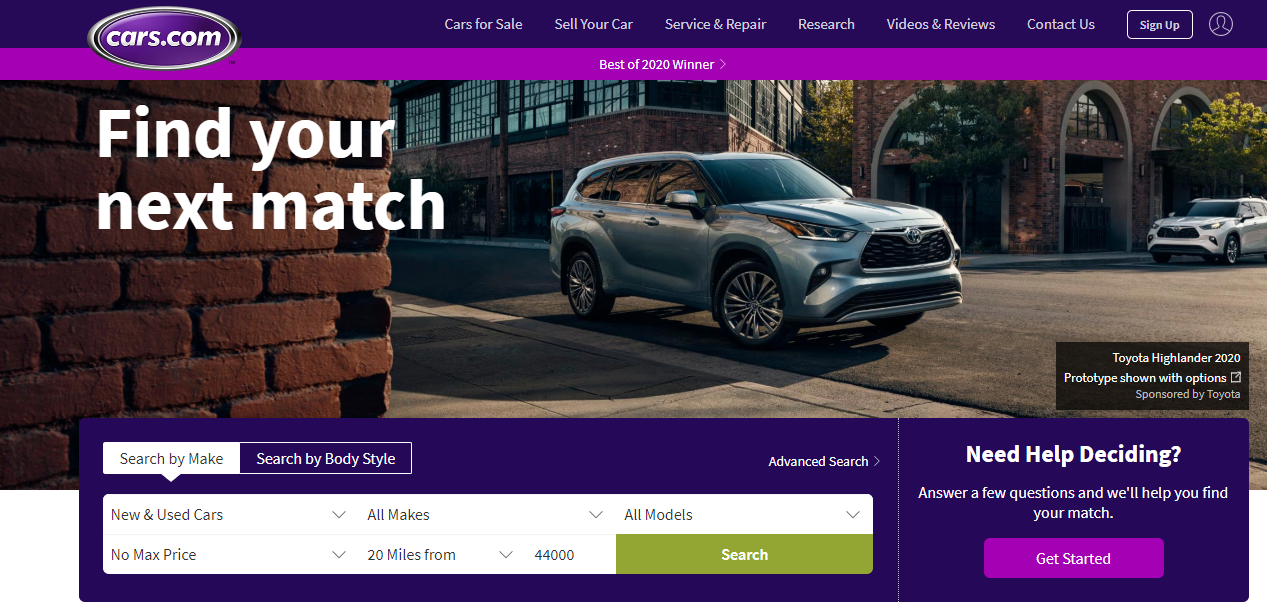 cars.com
Cars for Sale
Sell Your Car
Service & Repair
Research
Videos & Reviews
Contact Us
Sign Up
Best of 2020 Winner
Find your
next match
Toyota Highlander 2020
Prototype shown with options
Sponsored by Toyota
Search by Make
Search by Body Style
Advanced Search
New & Used Cars
All Makes
All Models
No Max Price
20 Miles from
44000
Search
Need Help Deciding?
Answer a few questions and we'll help you find
your match.
Get Started